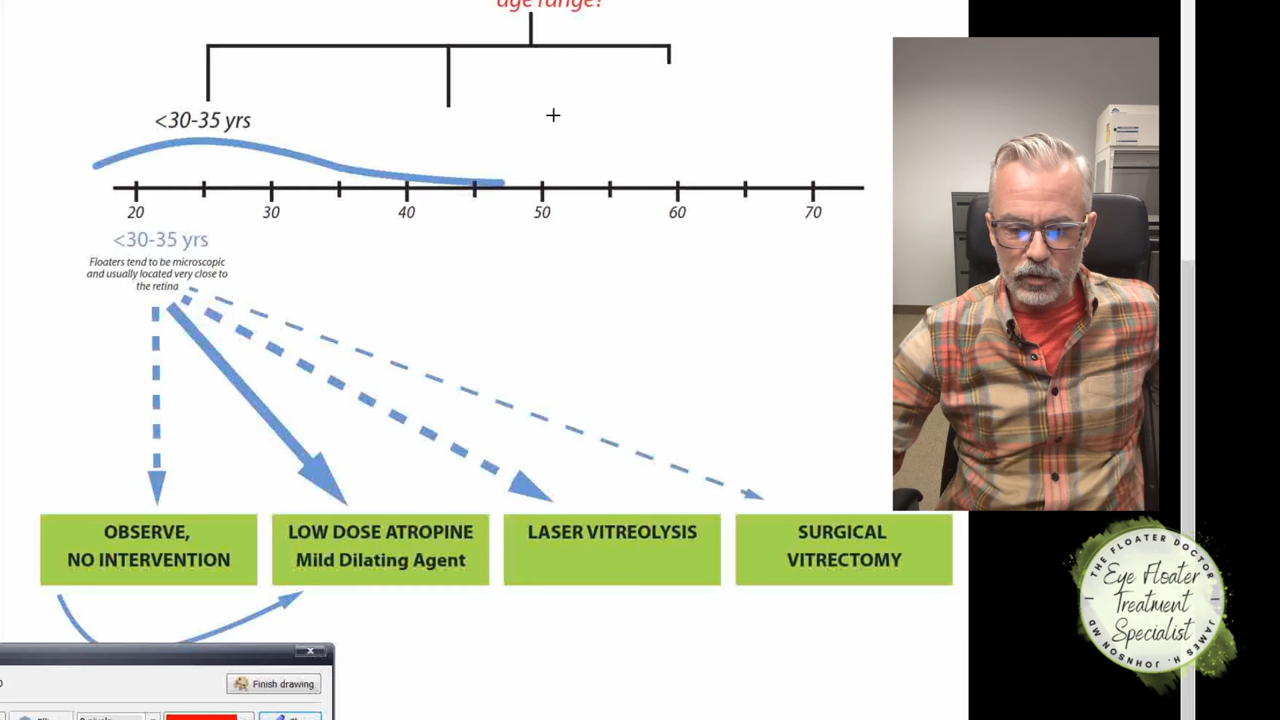 age range?
<30-35 yrs
20 30 40 50 60 70
<30-35 yrs
Floaters tend to be microscopic
and usually located very close to
the retina
OBSERVE,
NO INTERVENTION
LOW DOSE ATROPINE
Mild Dilating Agent
LASER VITREOLYSIS
SURGICAL
VITRECTOMY
THE FLOATER DOCTOR
Eye Floater
Treatment
Specialist
JAMES H. JOHNSON MD
x
Finish drawing